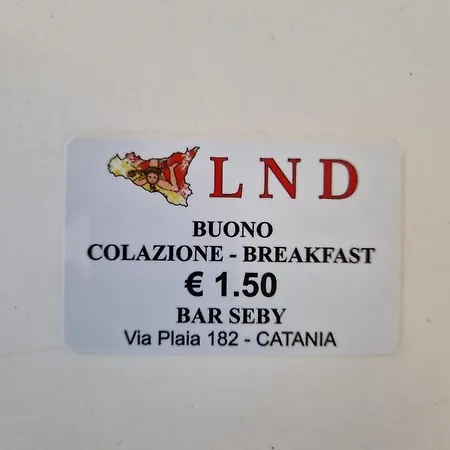 LND
BUONO
COLAZIONE - BREAKFAST
€ 1.50
BAR SEBY
Via Plaia 182 - CATANIA